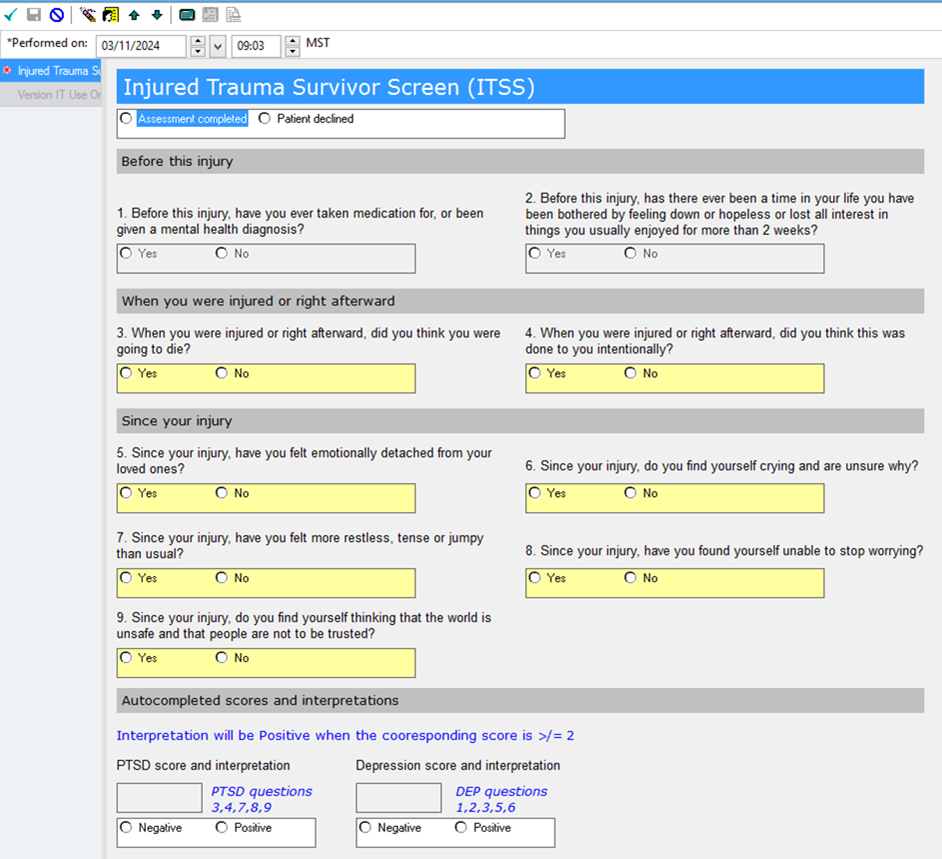 *Performed on: 03/11/2024 09:03 MST
Injured Trauma Su
Version IT Use On
Injured Trauma Survivor Screen (ITSS)
Assessment completed Patient declined
Before this injury
1. Before this injury, have you ever taken medication for, or been
given a mental health diagnosis?
Yes No
2. Before this injury, has there ever been a time in your life you have
been bothered by feeling down or hopeless or lost all interest in
things you usually enjoyed for more than 2 weeks?
Yes No
When you were injured or right afterward
3. When you were injured or right afterward, did you think you were
going to die?
Yes No
4. When you were injured or right afterward, did you think this was
done to you intentionally?
Yes No
Since your injury
5. Since your injury, have you felt emotionally detached from your
loved ones?
Yes No
6. Since your injury, do you find yourself crying and are unsure why?
Yes No
7. Since your injury, have you felt more restless, tense or jumpy
than usual?
Yes No
8. Since your injury, have you found yourself unable to stop worrying?
Yes No
9. Since your injury, do you find yourself thinking that the world is
unsafe and that people are not to be trusted?
Yes No
Autocompleted scores and interpretations
Interpretation will be Positive when the cooresponding score is >/= 2
PTSD score and interpretation
PTSD questions
3,4,7,8,9
Negative Positive
Depression score and interpretation
DEP questions
1,2,3,5,6
Negative Positive